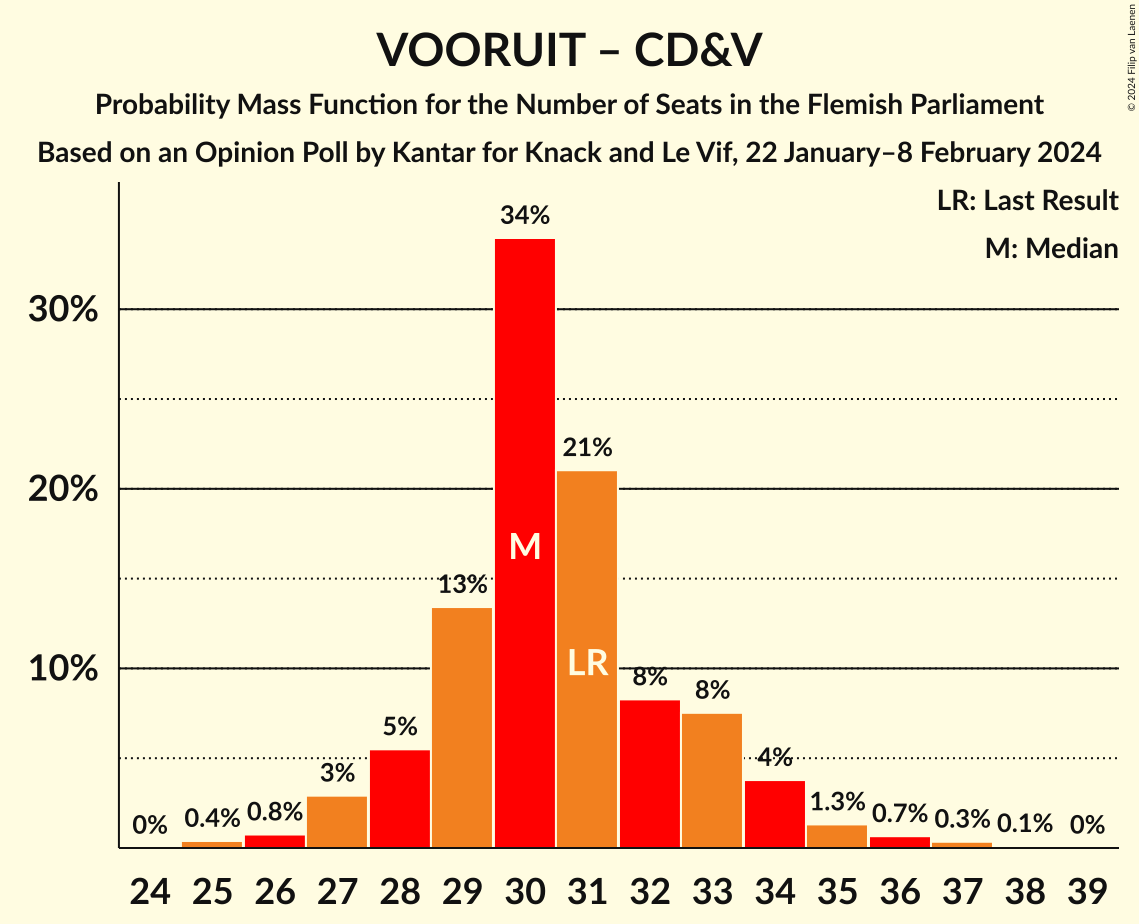 VOORUIT – CD&V
Probability Mass Function for the Number of Seats in the Flemish Parliament
Based on an Opinion Poll by Kantar for Knack and Le Vif, 22 January–8 February 2024
© 2024 Filip van Laenen
LR: Last Result
M: Median
34%
30%
21%
20%
M
13%
LR
10%
8%
8%
5%
4%
3%
1.3%
0.8%
0.7%
0.4%
0.3%
0.1%
0%
0%
24 25 26 27 28 29 30 31 32 33 34 35 36 37 38 39